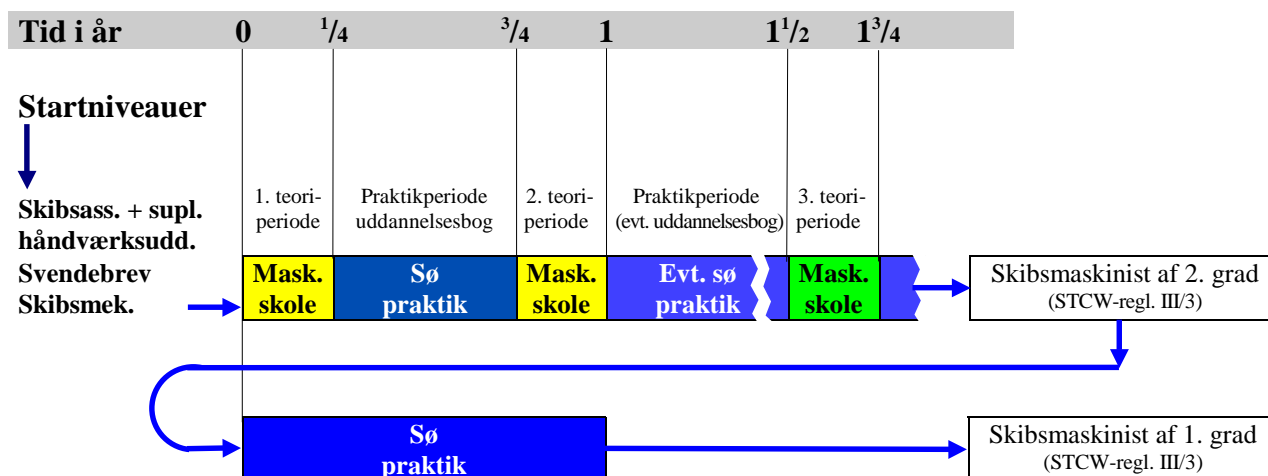 Tid i år 0 1/4 3/4 1 1 1/2 1 3/4
Startniveauer
Skibsass. + supl.
håndværksudd.
Svendebrev
Skibsmek.
1. teori-
periode
Praktikperiode
uddannelsesbog
2. teori-
periode
Praktikperiode
(evt. uddannelsesbog)
3. teori-
periode
Mask.
skole
Sø
praktik
Mask.
skole
Evt. sø
praktik
Mask.
skole
Skibsmaskinist af 2. grad
(STCW-regl. III/3)
Sø
praktik
Skibsmaskinist af 1. grad
(STCW-regl. III/3)